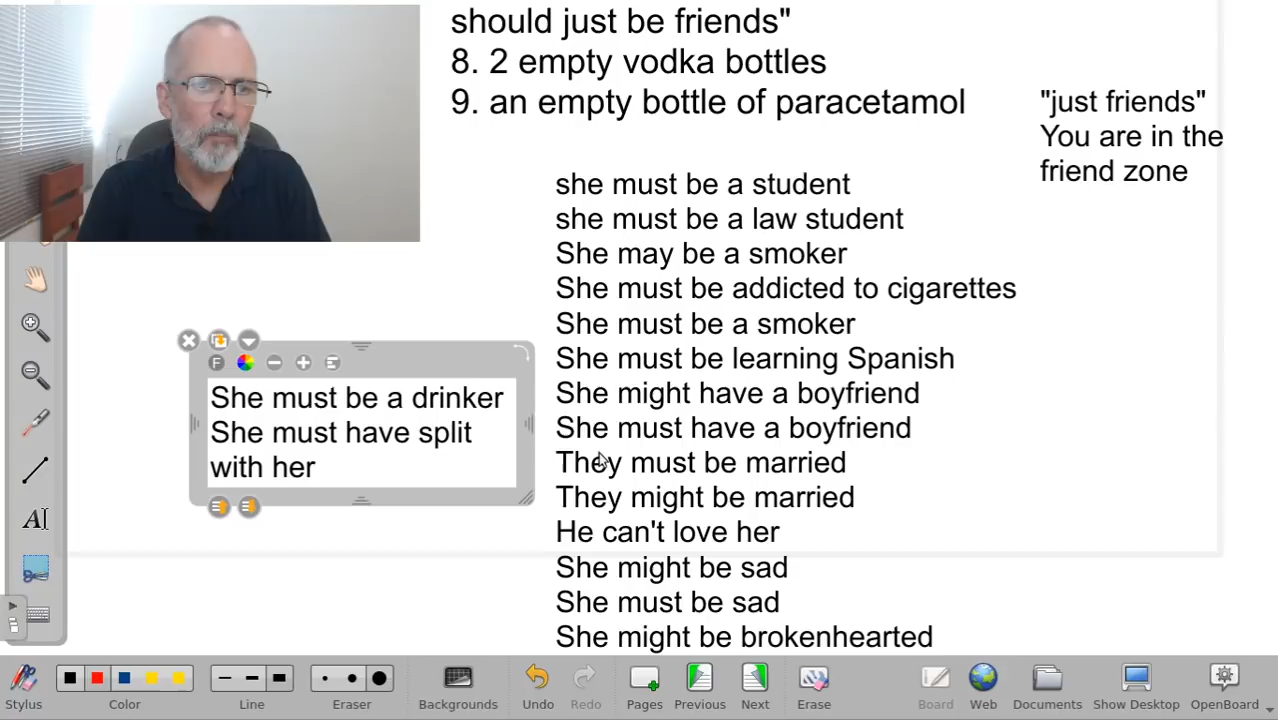 should just be friends"
8. 2 empty vodka bottles
9. an empty bottle of paracetamol
"just friends"
You are in the
friend zone
she must be a student
she must be a law student
She may be a smoker
She must be addicted to cigarettes
She must be a smoker
She must be learning Spanish
She might have a boyfriend
She must have a boyfriend
They must be married
They might be married
He can't love her
She might be sad
She must be sad
She might be brokenhearted
F
She must be a drinker
She must have split
with her
AI
Stylus
Color
Line
Eraser
Backgrounds
Undo
Redo
Pages
Previous
Next
Erase
Board
Web
Documents
Show Desktop
OpenBoard